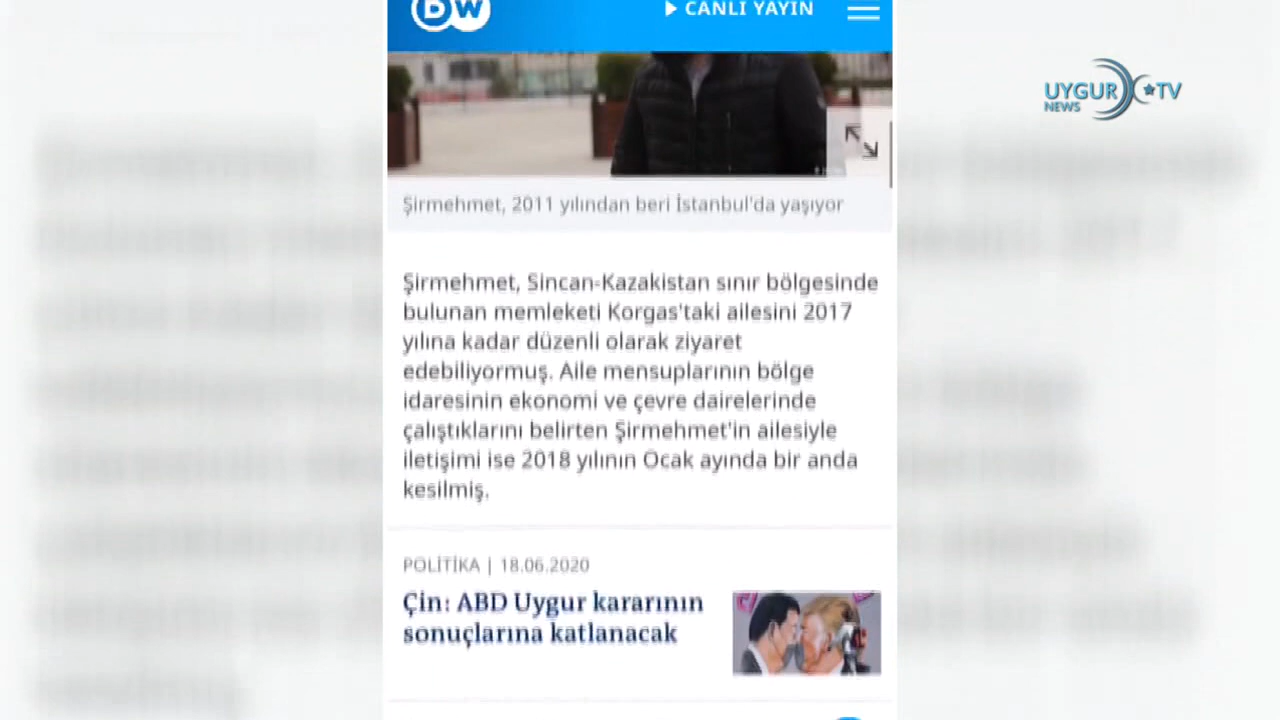 DW
CANLI YAYIN
UYGUR TV
NEWS
Şirmehmet, 2011 yılından beri İstanbul'da yaşıyor
Şirmehmet, Sincan-Kazakistan sınır bölgesinde
bulunan memleketi Korgas'taki ailesini 2017
yılına kadar düzenli olarak ziyaret
edebiliyormuş. Aile mensuplarının bölge
idaresinin ekonomi ve çevre dairelerinde
çalıştıklarını belirten Şirmehmet'in ailesiyle
iletişimi ise 2018 yılının Ocak ayında bir anda
kesilmiş.
POLİTİKA | 18.06.2020
Çin: ABD Uygur kararının
sonuçlarına katlanacak